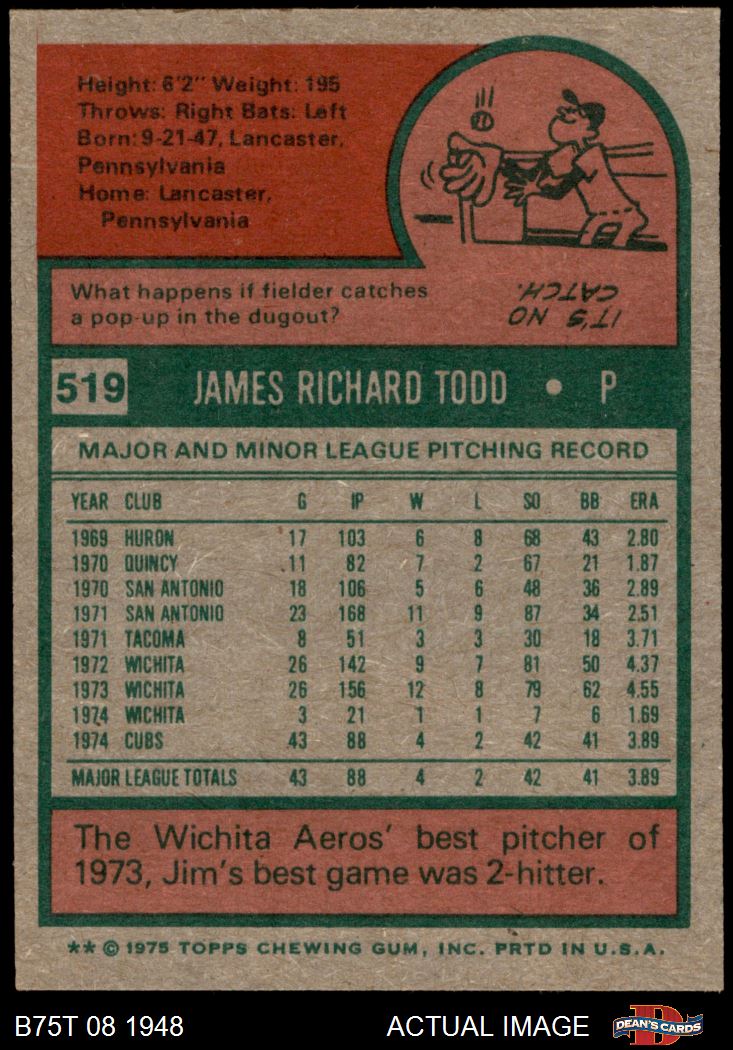 Height: 6'2" Weight: 195
Throws: Right Bats: Left
Born: 9-21-47, Lancaster,
Pennsylvania
Home: Lancaster,
Pennsylvania
What happens if fielder catches
a pop-up in the dugout?
IT'S NO
CATCH.
519 JAMES RICHARD TODD • P
MAJOR AND MINOR LEAGUE PITCHING RECORD
YEAR CLUB G IP W L SO BB ERA
1969 HURON 17 103 6 8 68 43 2.80
1970 QUINCY 11 82 7 2 67 21 1.87
1970 SAN ANTONIO 18 106 5 6 48 36 2.89
1971 SAN ANTONIO 23 168 11 9 87 34 2.51
1971 TACOMA 8 51 3 3 30 18 3.71
1972 WICHITA 26 142 9 7 81 50 4.37
1973 WICHITA 26 156 12 8 79 62 4.55
1974 WICHITA 3 21 1 1 7 6 1.69
1974 CUBS 43 88 4 2 42 41 3.89
MAJOR LEAGUE TOTALS 43 88 4 2 42 41 3.89
The Wichita Aeros' best pitcher of
1973, Jim's best game was 2-hitter.
** © 1975 TOPPS CHEWING GUM, INC. PRTD IN U.S.A.
B75T 08 1948 ACTUAL IMAGE D DEAN'S CARDS